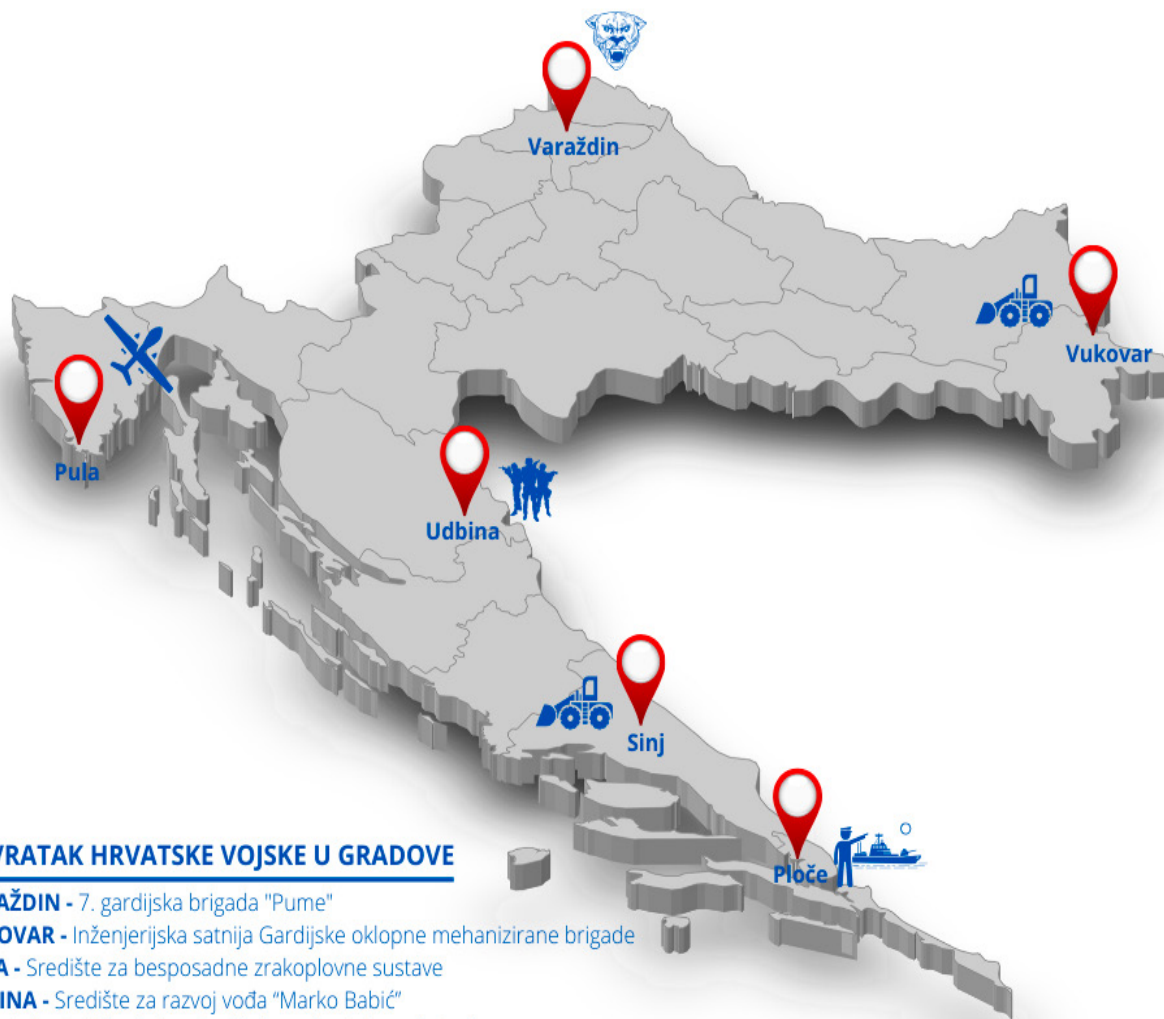 Varaždin
Vukovar
Pula
Udbina
Sinj
Ploče
VRATAK HRVATSKE VOJSKE U GRADOVE
AŽDIN - 7. gardijska brigada "Pume"
OVAR - Inženjerijska satnija Gardijske oklopne mehanizirane brigade
A - Središte za besposadne zrakoplovne sustave
INA - Središte za razvoj vođa “Marko Babić”